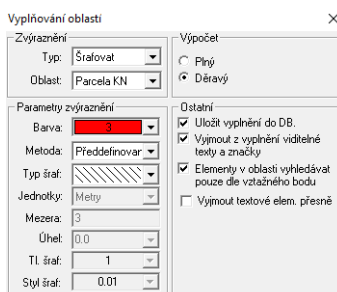 Vyplňování oblastí
Zvýraznění
Typ: Šrafovat
Oblast: Parcela KN
Výpočet
Plný
Děravý
Parametry zvýraznění
Barva: 3
Metoda: Předdefinovar
Typ šraf:
Jednotky: Metry
Mezera: 3
Úhel: 0.0
Tl. šraf: 1
Styl šraf: 0.01
Ostatní
Uložit vyplnění do DB.
Vyjmout z vyplnění viditelné
texty a značky
Elementy v oblasti vyhledávat
pouze dle vztažného bodu
Vyjmout textové elem. přesně